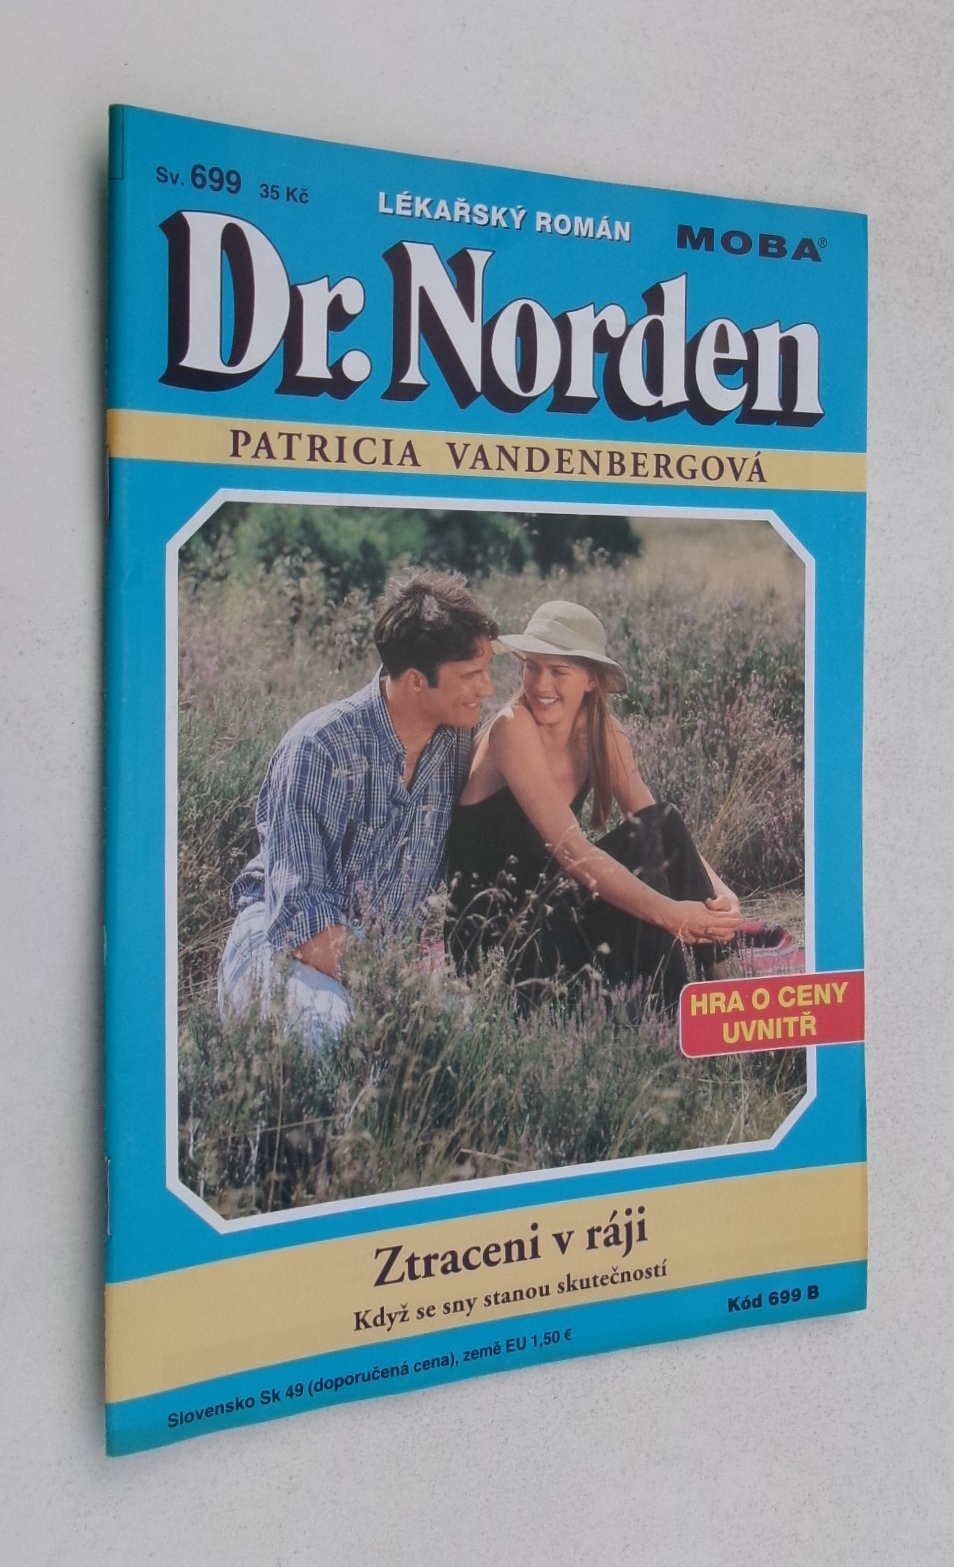 Sv. 699 35 Kč
LÉKAŘSKÝ ROMÁN
MOBA®
Dr. Norden
PATRICIA VANDENBERGOVÁ
HRA O CENY
UVNITŘ
Ztraceni v ráji
Když se sny stanou skutečností
Kód 699 B
Slovensko Sk 49 (doporučená cena), země EU 1,50 €